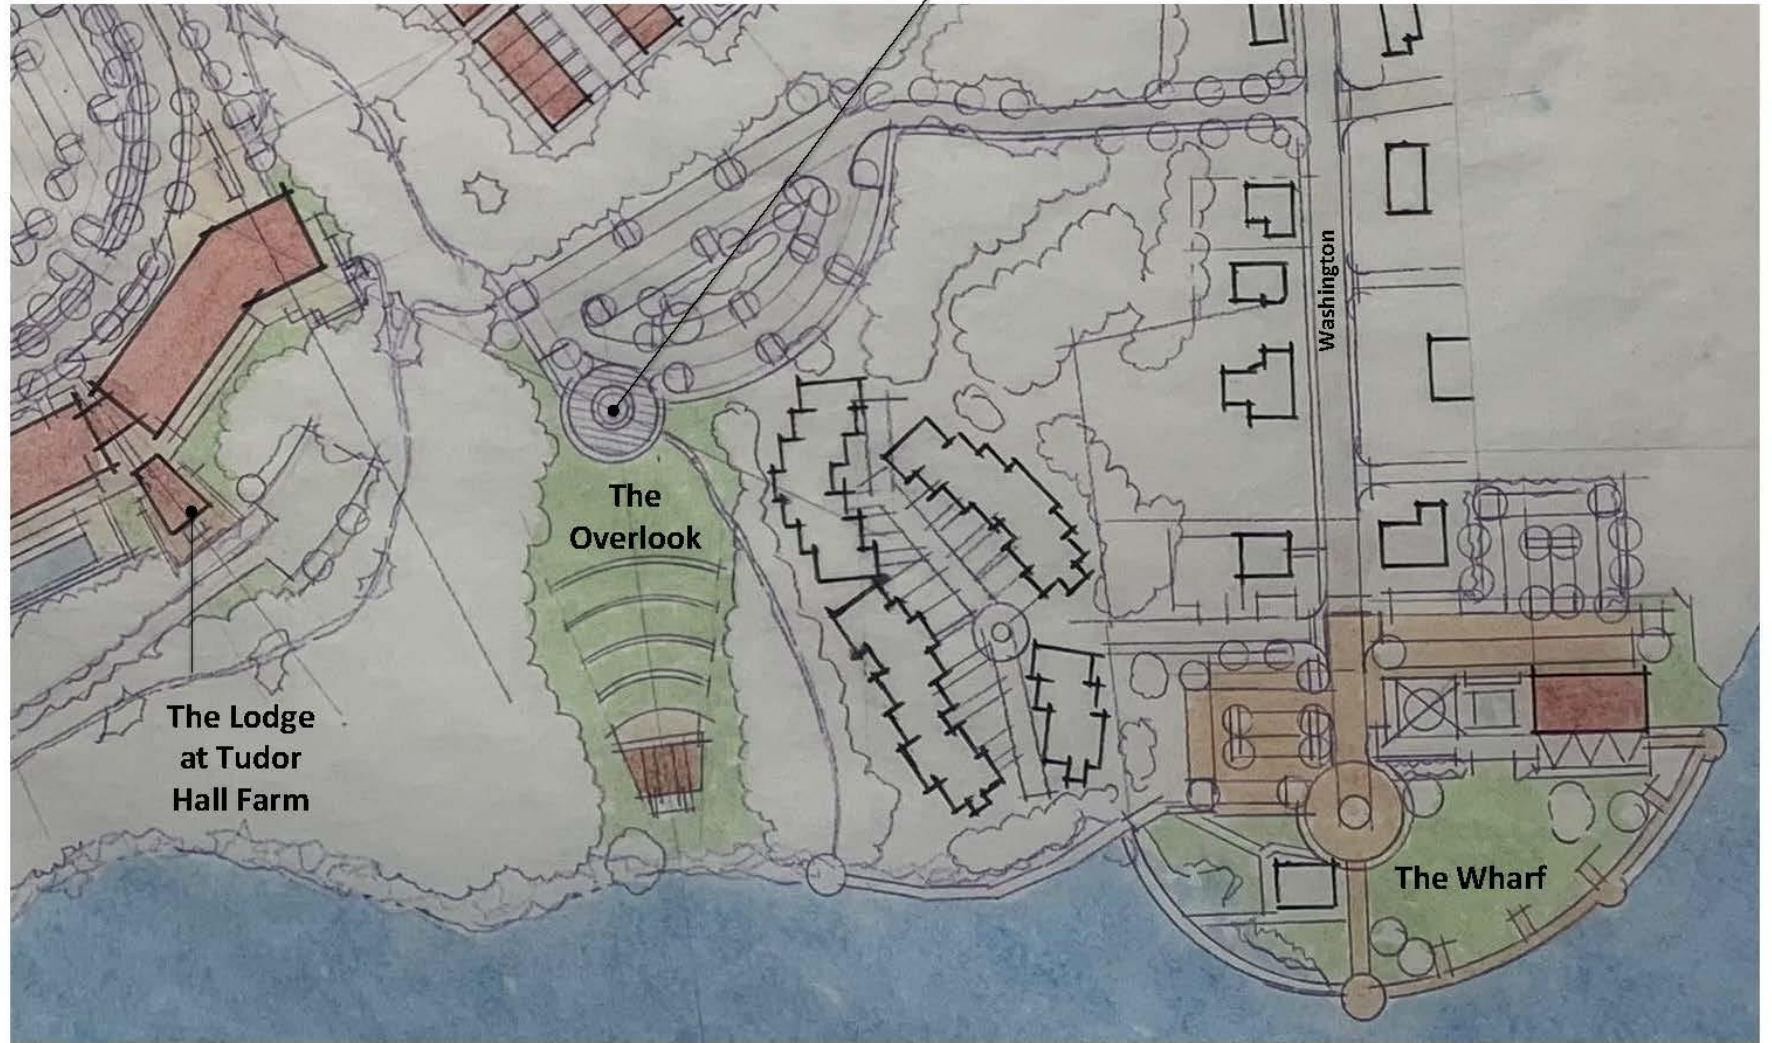 Washington
The
Overlook
The Lodge
at Tudor
Hall Farm
The Wharf